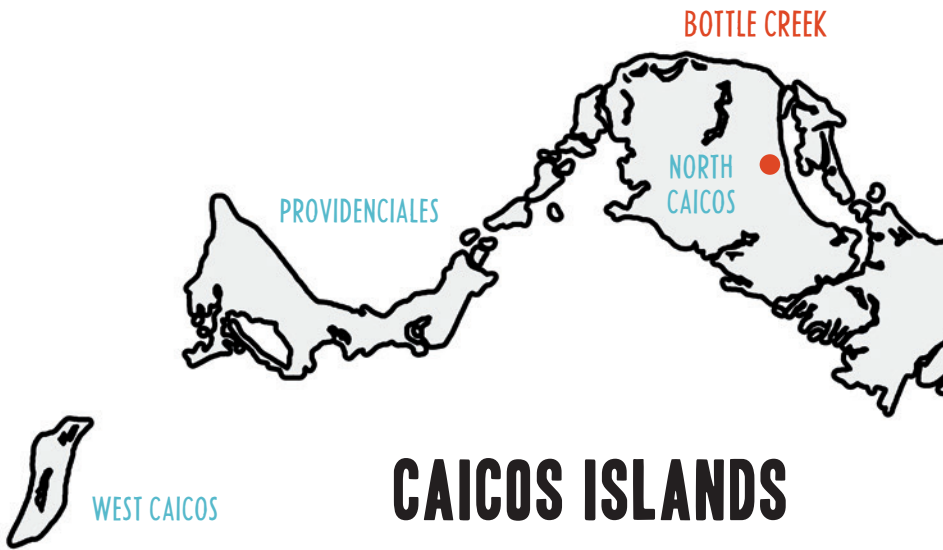 BOTTLE CREEK
NORTH
CAICOS
PROVIDENCIALES
WEST CAICOS
CAICOS ISLANDS